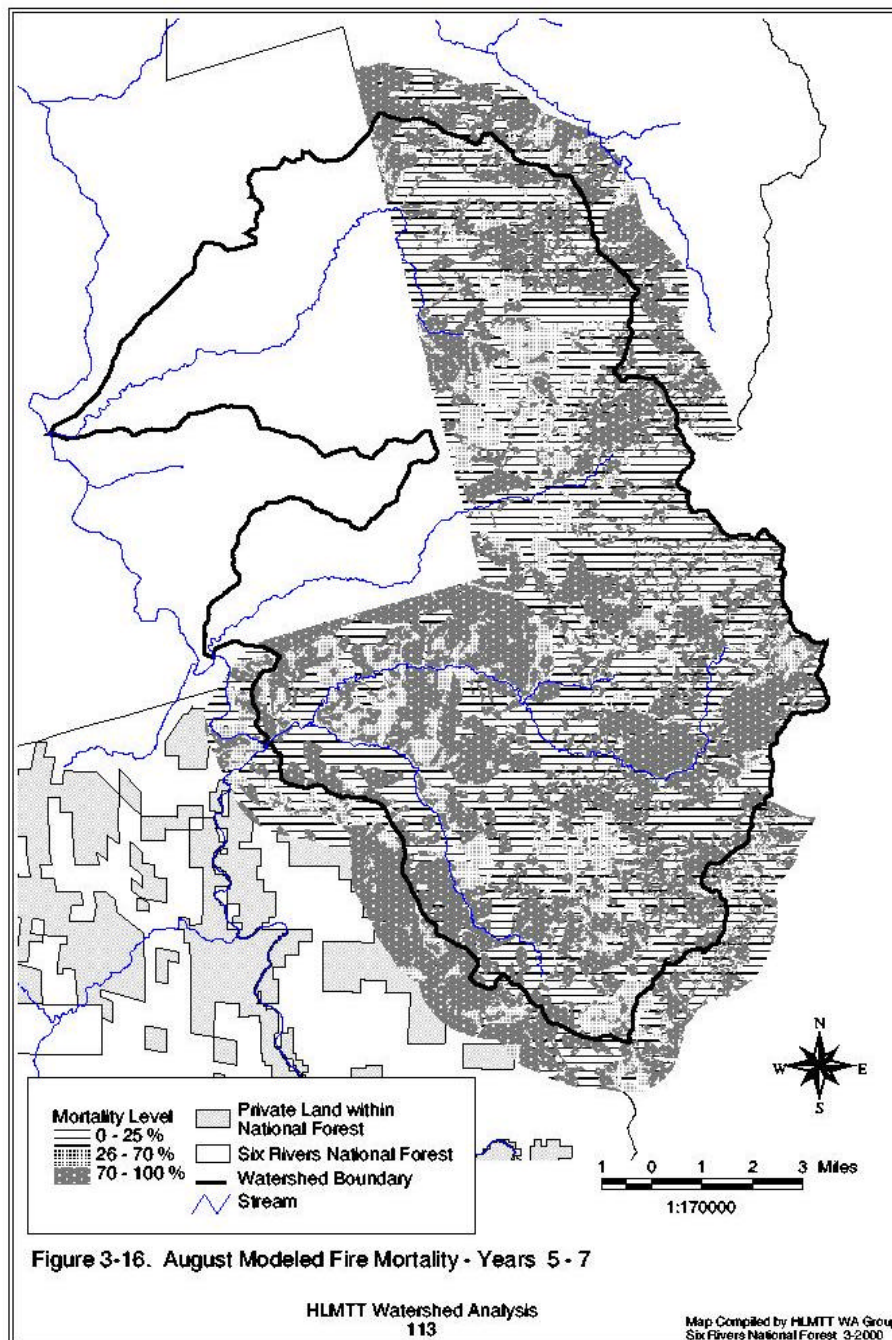 N
W E
S
Mortality Level
0 - 25 %
26 - 70 %
70 - 100 %
Private Land within
National Forest
Six Rivers National Forest
Watershed Boundary
Stream
1 0 1 2 3 Miles
1:170000
Figure 3-16. August Modeled Fire Mortality - Years 5 - 7
HLMTT Watershed Analysis
113
Map Compiled by HLMTT WA Grou
Six Rivers National Forest 3-2000